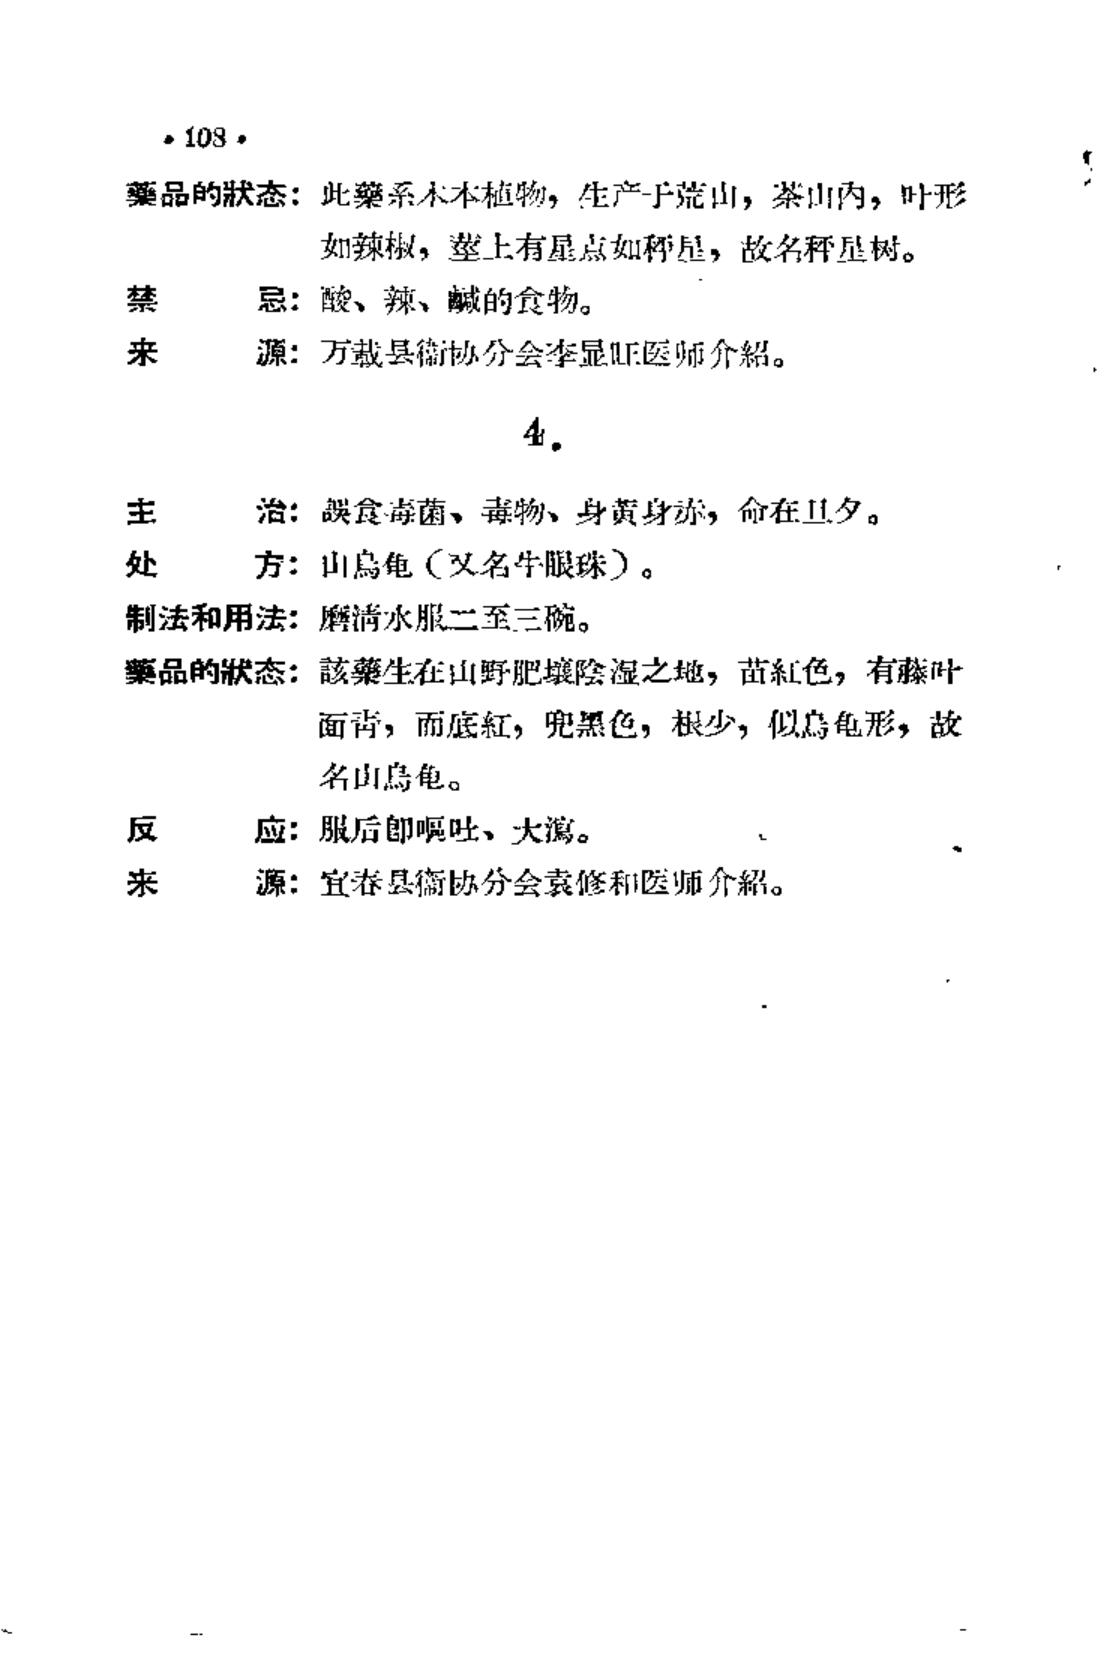 • 108 •
藥品的狀态：此藥系木本植物，生产于荒山，茶山内，叶形
如辣椒，莖上有星点如秤星，故名秤星树。
禁　　忌：酸、辣、鹹的食物。
来　　源：万載县衞协分会李显旺医师介紹。
4.
主　　治：誤食毒菌、毒物、身黄身赤，命在旦夕。
处　　方：山烏龟（又名牛眼珠）。
制法和用法：磨清水服二至三碗。
藥品的狀态：該藥生在山野肥壤陰湿之地，苗紅色，有藤叶
面青，而底紅，兜黑色，根少，似烏龟形，故
名山烏龟。
反　　应：服后卽嘔吐、大瀉。
来　　源：宜春县衞协分会袁修和医师介紹。